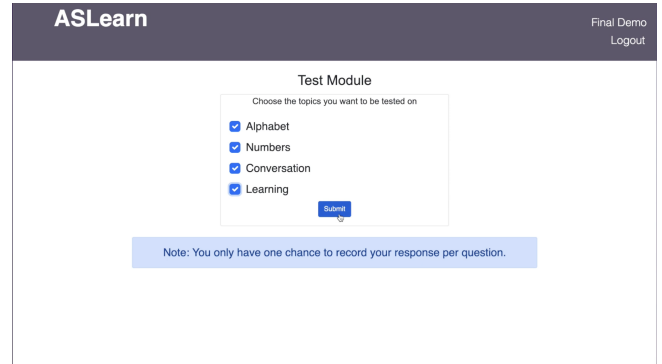 ASLearn
Final Demo
Logout
Test Module
Choose the topics you want to be tested on
Alphabet
Numbers
Conversation
Learning
Submit
Note: You only have one chance to record your response per question.